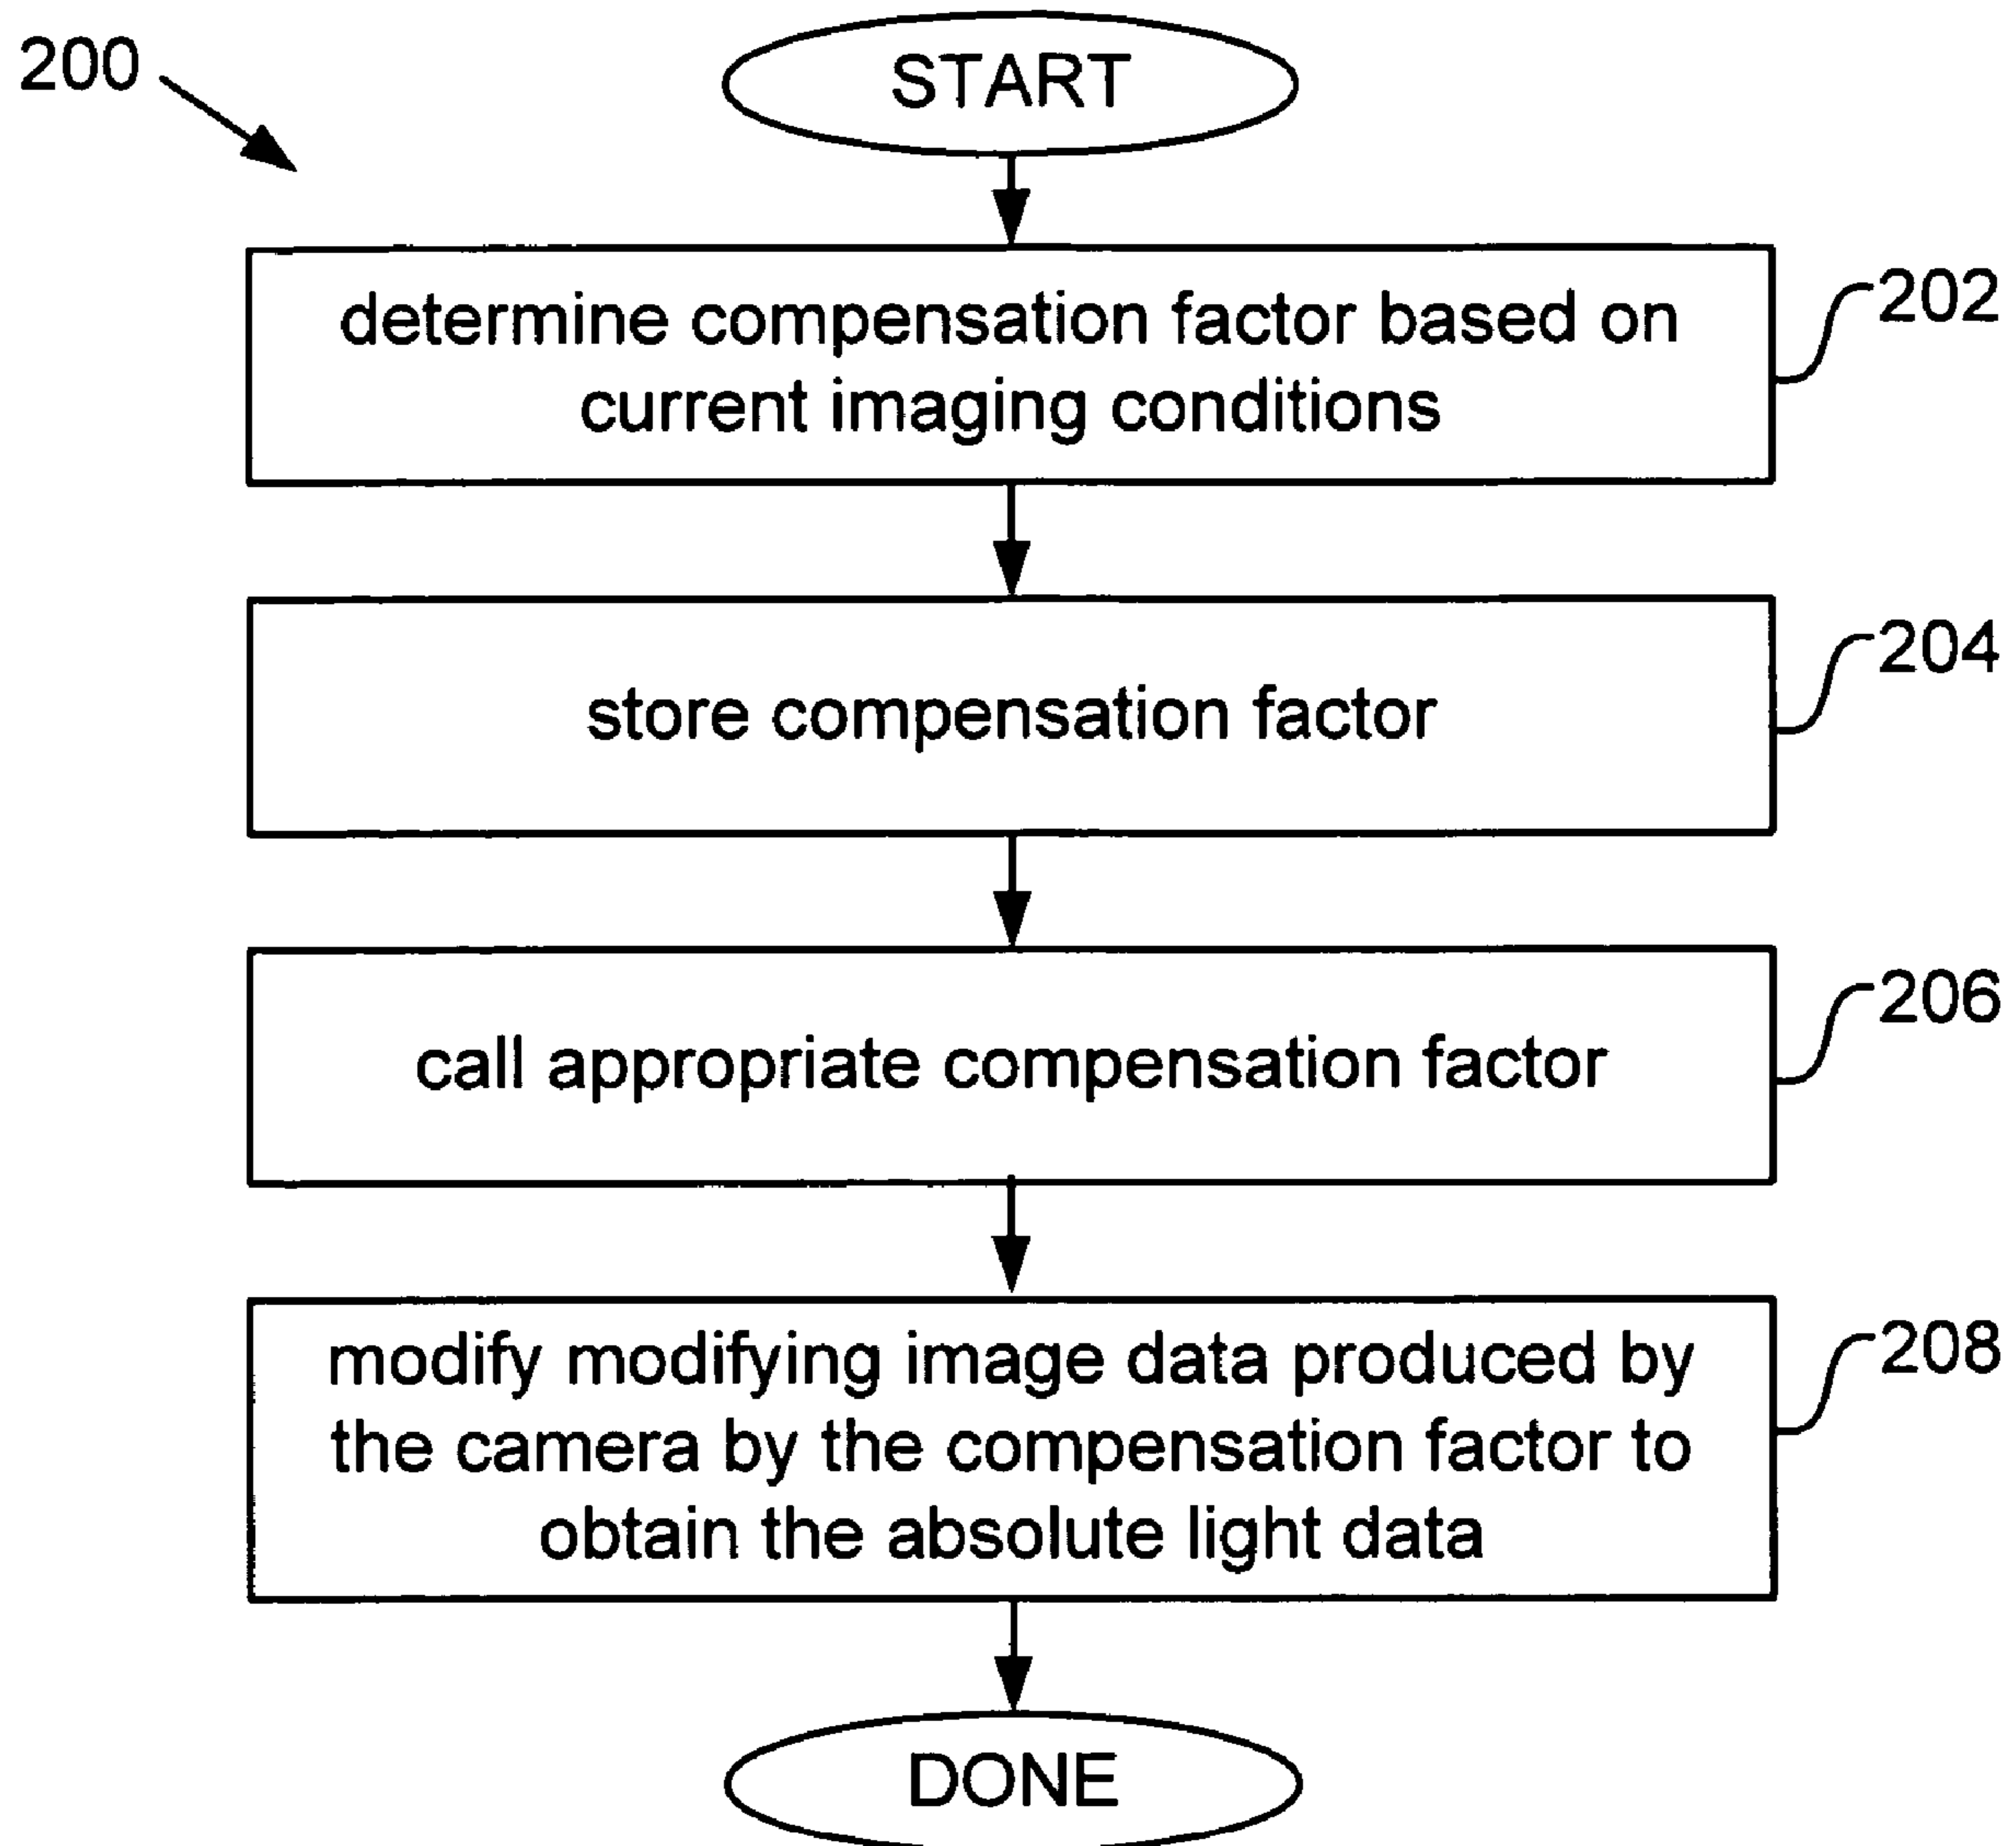 200
START
determine compensation factor based on
current imaging conditions
202
store compensation factor
204
call appropriate compensation factor
206
modify modifying image data produced by
the camera by the compensation factor to
obtain the absolute light data
208
DONE